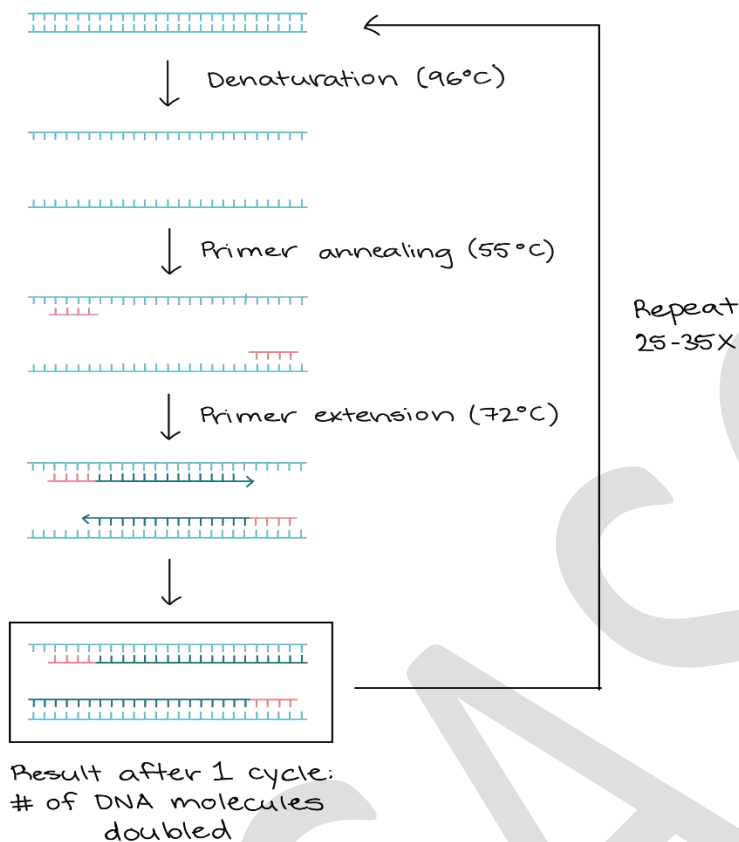 Denaturation (96°C)
Primer annealing (55°C)
Repeat
25-35X
Primer extension (72°C)
Result after 1 cycle:
# of DNA molecules
doubled